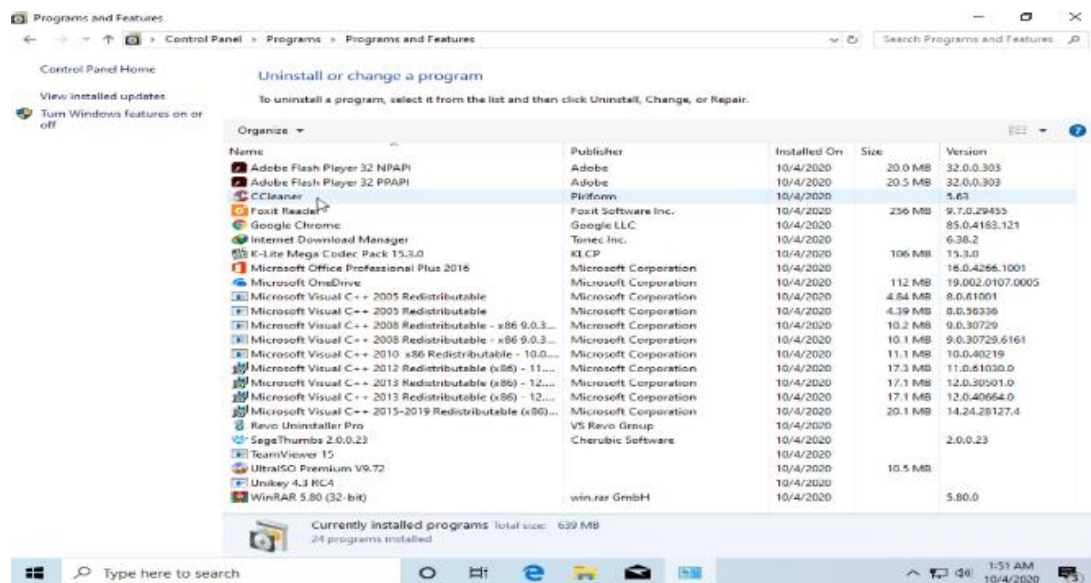 Programs and Features
Control Panel > Programs > Programs and Features
Search Programs and Features
Control Panel Home
View installed updates
Turn Windows features on or
off
Uninstall or change a program
To uninstall a program, select it from the list and then click Uninstall, Change, or Repair.
Organize
Name Publisher Installed On Size Version
Adobe Flash Player 32 NPAPI Adobe 10/4/2020 20.0 MB 32.0.0.303
Adobe Flash Player 32 PPAPI Adobe 10/4/2020 20.5 MB 32.0.0.303
CCleaner Piriform 10/4/2020 5.63
Foxit Reader Foxit Software Inc. 10/4/2020 256 MB 9.7.0.29455
Google Chrome Google LLC 10/4/2020 85.0.4183.121
Internet Download Manager Tonec Inc. 10/4/2020 6.38.2
K-Lite Mega Codec Pack 15.3.0 KLCP 10/4/2020 106 MB 15.3.0
Microsoft Office Professional Plus 2016 Microsoft Corporation 10/4/2020 16.0.4266.1001
Microsoft OneDrive Microsoft Corporation 10/4/2020 112 MB 19.002.0107.0005
Microsoft Visual C++ 2005 Redistributable Microsoft Corporation 10/4/2020 4.84 MB 8.0.61001
Microsoft Visual C++ 2005 Redistributable Microsoft Corporation 10/4/2020 4.39 MB 8.0.56336
Microsoft Visual C++ 2008 Redistributable - x86 9.0.3... Microsoft Corporation 10/4/2020 10.2 MB 9.0.30729
Microsoft Visual C++ 2008 Redistributable - x86 9.0.3... Microsoft Corporation 10/4/2020 10.1 MB 9.0.30729.6161
Microsoft Visual C++ 2010 x86 Redistributable - 10.0.... Microsoft Corporation 10/4/2020 11.1 MB 10.0.40219
Microsoft Visual C++ 2012 Redistributable (x86) - 11.... Microsoft Corporation 10/4/2020 17.3 MB 11.0.61030.0
Microsoft Visual C++ 2013 Redistributable (x86) - 12.... Microsoft Corporation 10/4/2020 17.1 MB 12.0.30501.0
Microsoft Visual C++ 2013 Redistributable (x86) - 12.... Microsoft Corporation 10/4/2020 17.1 MB 12.0.40664.0
Microsoft Visual C++ 2015-2019 Redistributable (x86)... Microsoft Corporation 10/4/2020 20.1 MB 14.24.28127.4
Revo Uninstaller Pro VS Revo Group 10/4/2020
SageThumbs 2.0.0.23 Cherubic Software 10/4/2020 2.0.0.23
TeamViewer 15 10/4/2020
UltraISO Premium V9.72 10/4/2020 10.5 MB
Unikey 4.3 RC4 10/4/2020
WinRAR 5.80 (32-bit) win.rar GmbH 10/4/2020 5.80.0
Currently installed programs Total size: 639 MB
24 programs installed
Type here to search
1:51 AM
10/4/2020